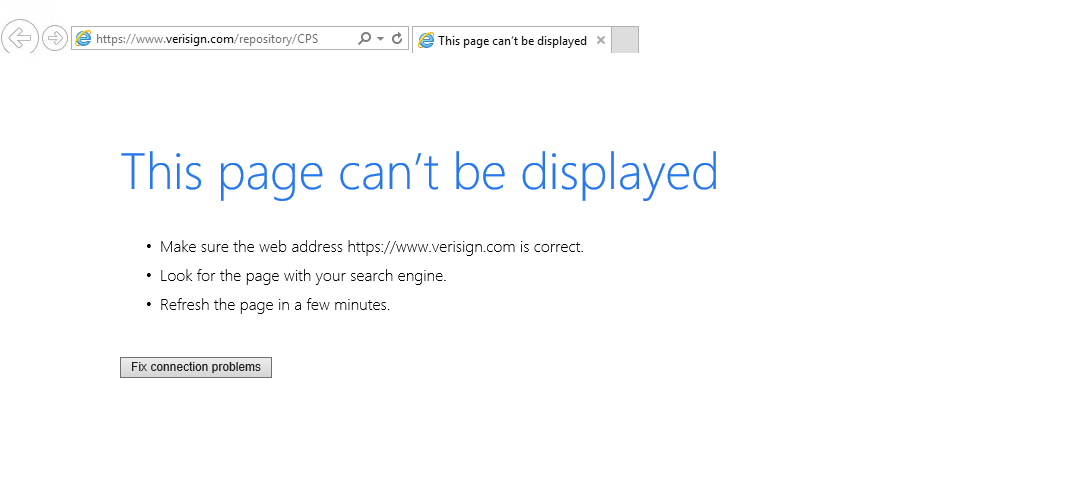 https://www.verisign.com/repository/CPS
This page can't be displayed
This page can't be displayed
• Make sure the web address https://www.verisign.com is correct.
• Look for the page with your search engine.
• Refresh the page in a few minutes.
Fix connection problems